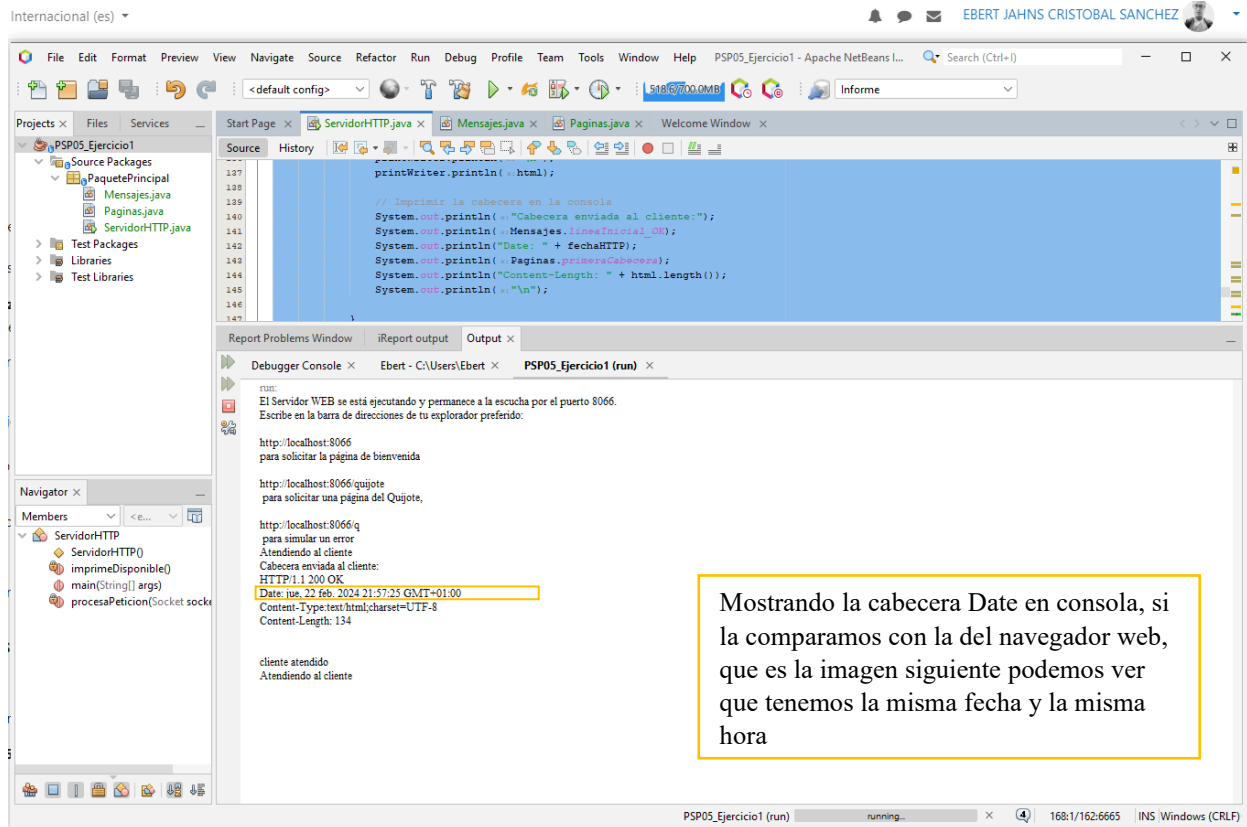 Internacional (es)
EBERT JAHNS CRISTOBAL SANCHEZ
File Edit Format Preview View Navigate Source Refactor Run Debug Profile Team Tools Window Help PSP05_Ejercicio1 - Apache NetBeans I... Search (Ctrl+I)
<default config> 518.6/700.0MB Informe
Projects Files Services
Start Page ServidorHTTP.java Mensajes.java Paginas.java Welcome Window
PSP05_Ejercicio1
Source Packages
PaquetePrincipal
Mensajes.java
Paginas.java
ServidorHTTP.java
Test Packages
Libraries
Test Libraries
Source History
137 printWriter.println( x: html);
138
139 // Imprimir la cabecera en la consola
140 System.out.println( x: "Cabecera enviada al cliente:");
141 System.out.println( x: Mensajes.lineaInicial_OK);
142 System.out.println("Date: " + fechaHTTP);
143 System.out.println( x: Paginas.primeraCabecera);
144 System.out.println("Content-Length: " + html.length());
145 System.out.println( x: "\n");
146
147 }
Report Problems Window iReport output Output
Debugger Console Ebert - C:\Users\Ebert PSP05_Ejercicio1 (run)
run:
El Servidor WEB se está ejecutando y permanece a la escucha por el puerto 8066.
Escribe en la barra de direcciones de tu explorador preferido:
http://localhost:8066
para solicitar la página de bienvenida
http://localhost:8066/quijote
para solicitar una página del Quijote,
http://localhost:8066/q
para simular un error
Atendiendo al cliente
Cabecera enviada al cliente:
HTTP/1.1 200 OK
Date: jue, 22 feb. 2024 21:57:25 GMT+01:00
Content-Type:text/html;charset=UTF-8
Content-Length: 134
cliente atendido
Atendiendo al cliente
Navigator
Members <e...
ServidorHTTP
ServidorHTTP()
imprimeDisponible()
main(String[] args)
procesaPeticion(Socket socke
Mostrando la cabecera Date en consola, si
la comparamos con la del navegador web,
que es la imagen siguiente podemos ver
que tenemos la misma fecha y la misma
hora
PSP05_Ejercicio1 (run) running... 4 168:1/162:6665 INS Windows (CRLF)